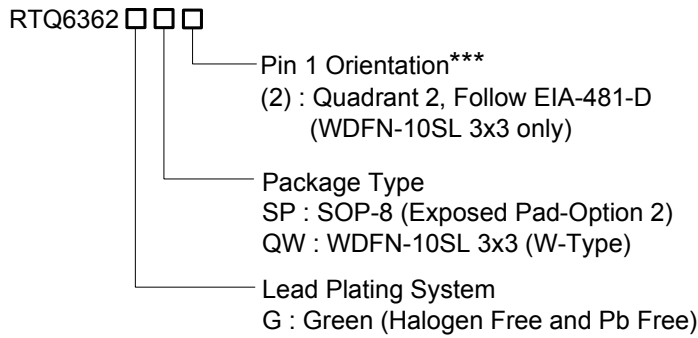 RTQ6362
Pin 1 Orientation***
(2) : Quadrant 2, Follow EIA-481-D
(WDFN-10SL 3x3 only)
Package Type
SP : SOP-8 (Exposed Pad-Option 2)
QW : WDFN-10SL 3x3 (W-Type)
Lead Plating System
G : Green (Halogen Free and Pb Free)